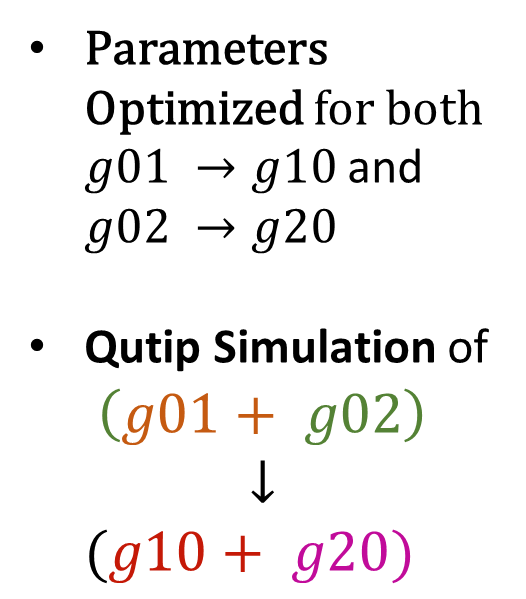 • Parameters
Optimized for both
g01 → g10 and
g02 → g20
• Qutip Simulation of
(g01 + g02)
↓
(g10 + g20)